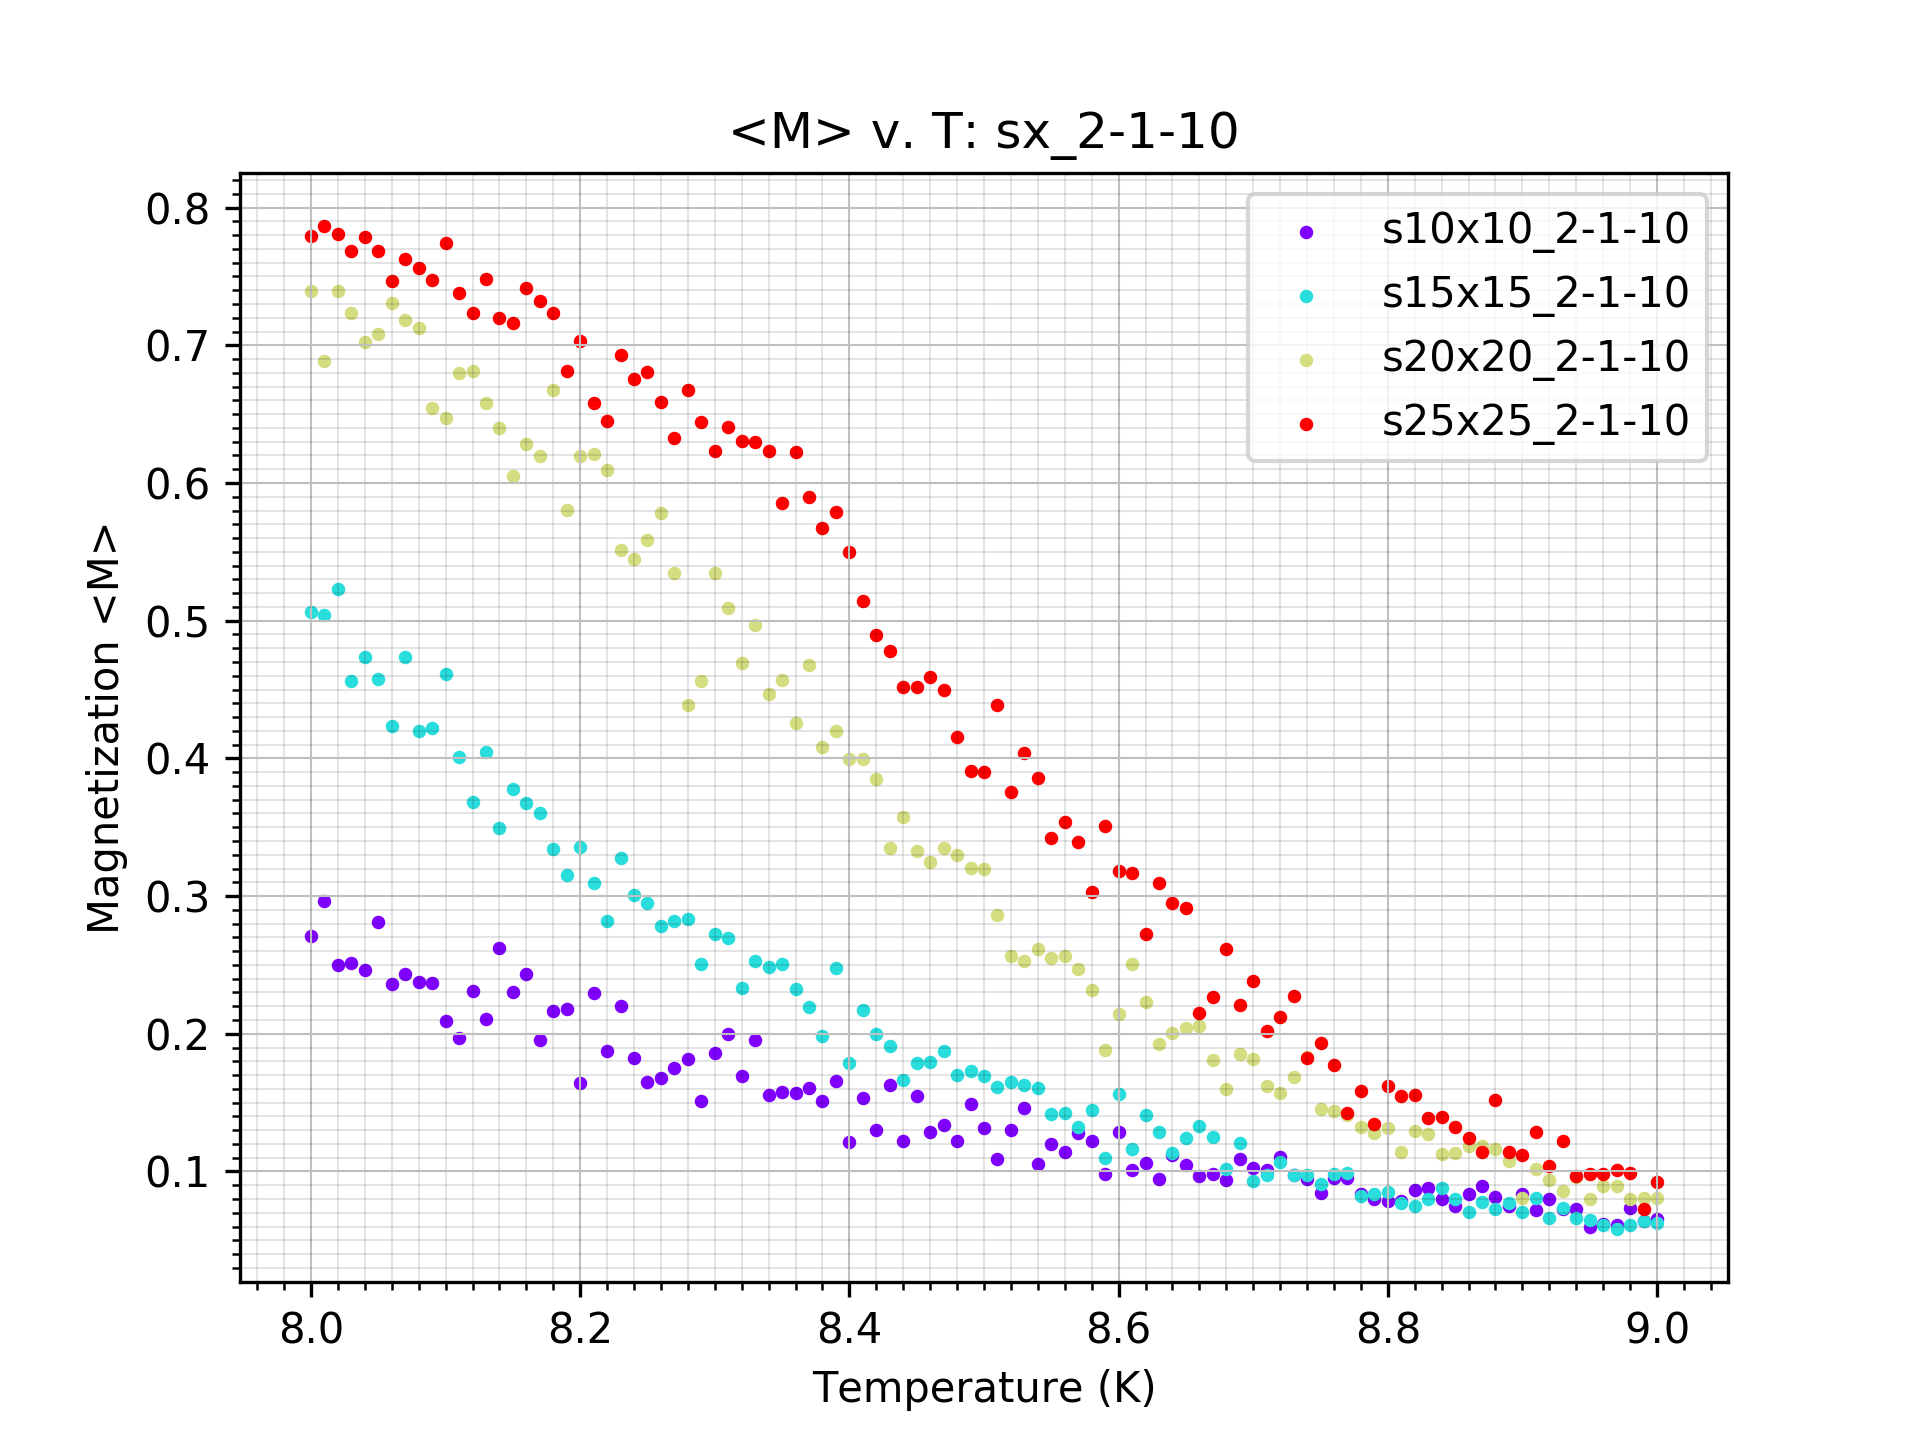 <M> v. T: sx_2-1-10
s10x10_2-1-10
s15x15_2-1-10
s20x20_2-1-10
s25x25_2-1-10
Magnetization <M>
0.8
0.7
0.6
0.5
0.4
0.3
0.2
0.1
8.0 8.2 8.4 8.6 8.8 9.0
Temperature (K)